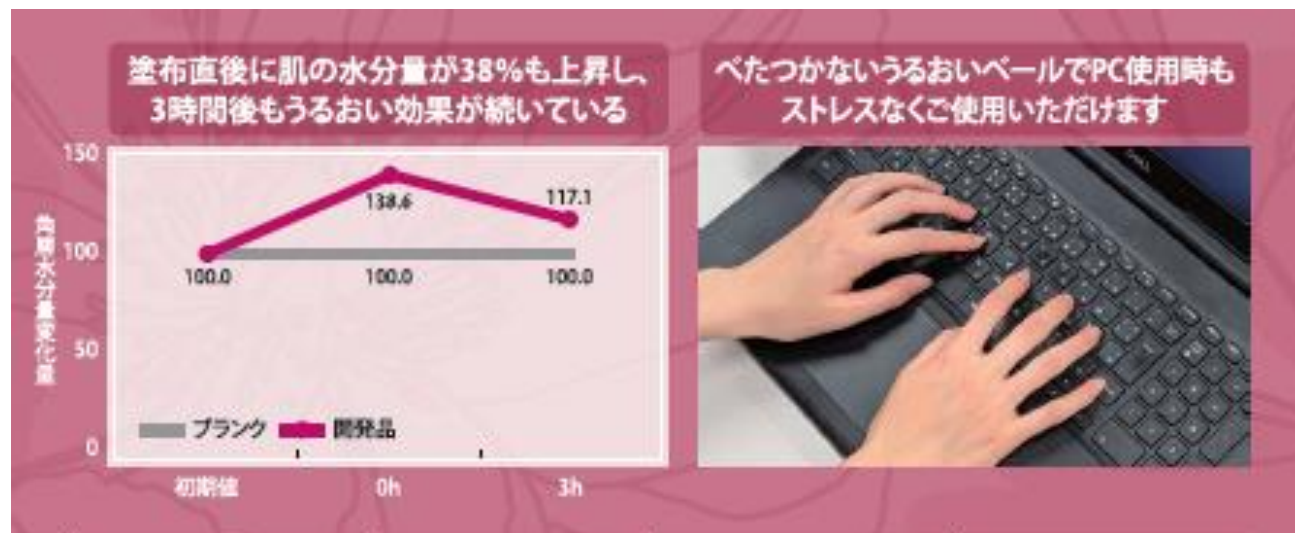 塗布直後に肌の水分量が38%も上昇し、
3時間後もうるおい効果が続いている
べたつかないうるおいベールでPC使用時も
ストレスなくご使用いただけます
角層水分量変化量
150
100
50
0
138.6
117.1
100.0
100.0
100.0
ブランク
開発品
初期値
0h
3h